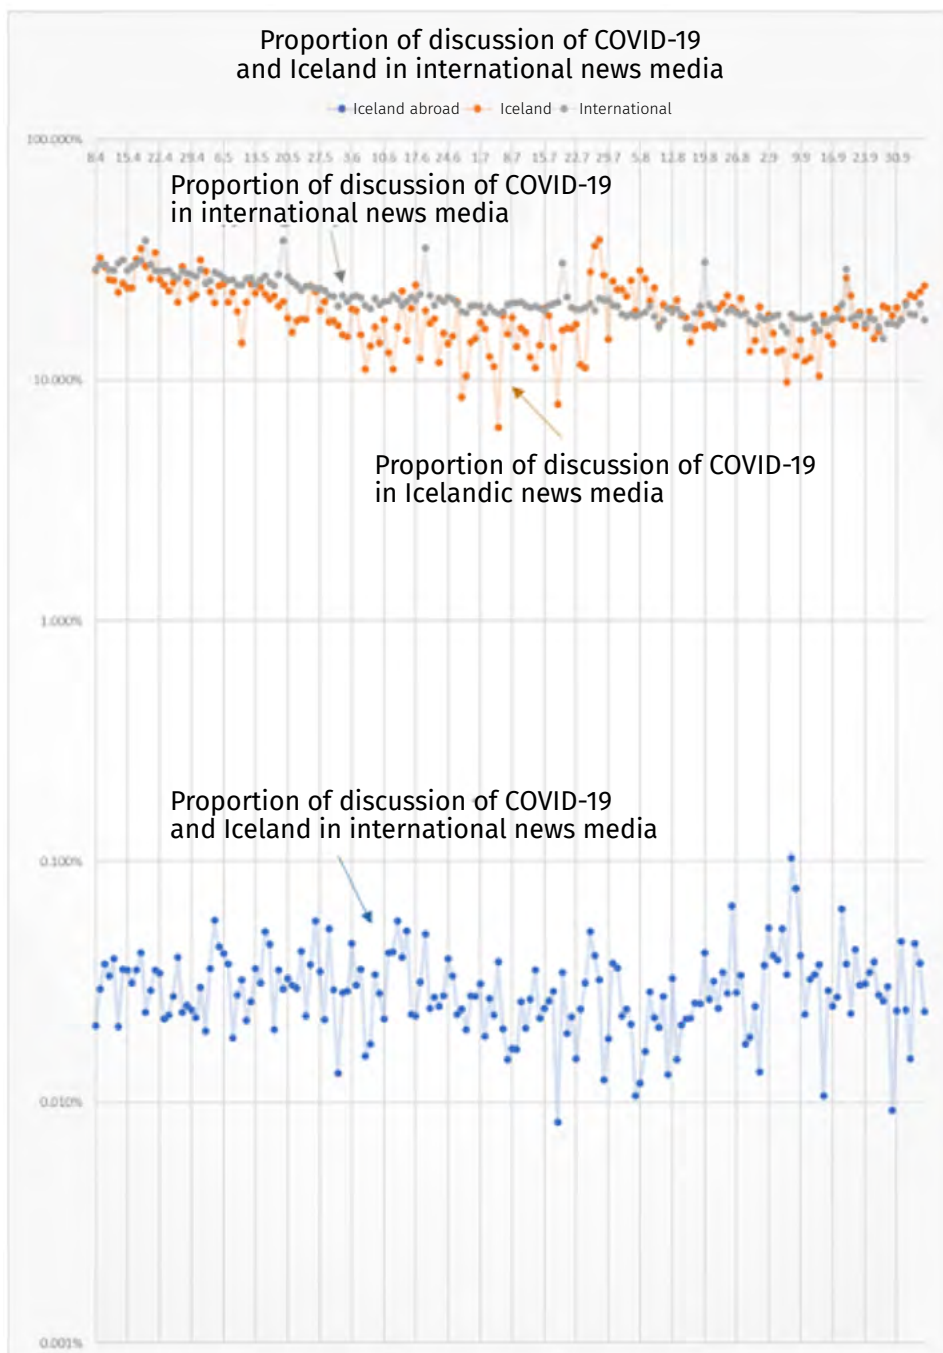 Proportion of discussion of COVID-19
and Iceland in international news media
Iceland abroad Iceland International
100.000%
8.4 15.4 22.4 29.4 6.5 13.5 20.5 27.5 3.6 10.6 17.6 24.6 1.7 8.7 15.7 22.7 29.7 5.8 12.8 19.8 26.8 2.9 9.9 16.9 23.9 30.9
Proportion of discussion of COVID-19
in international news media
10.000%
Proportion of discussion of COVID-19
in Icelandic news media
1.000%
Proportion of discussion of COVID-19
and Iceland in international news media
0.100%
0.010%
0.001%